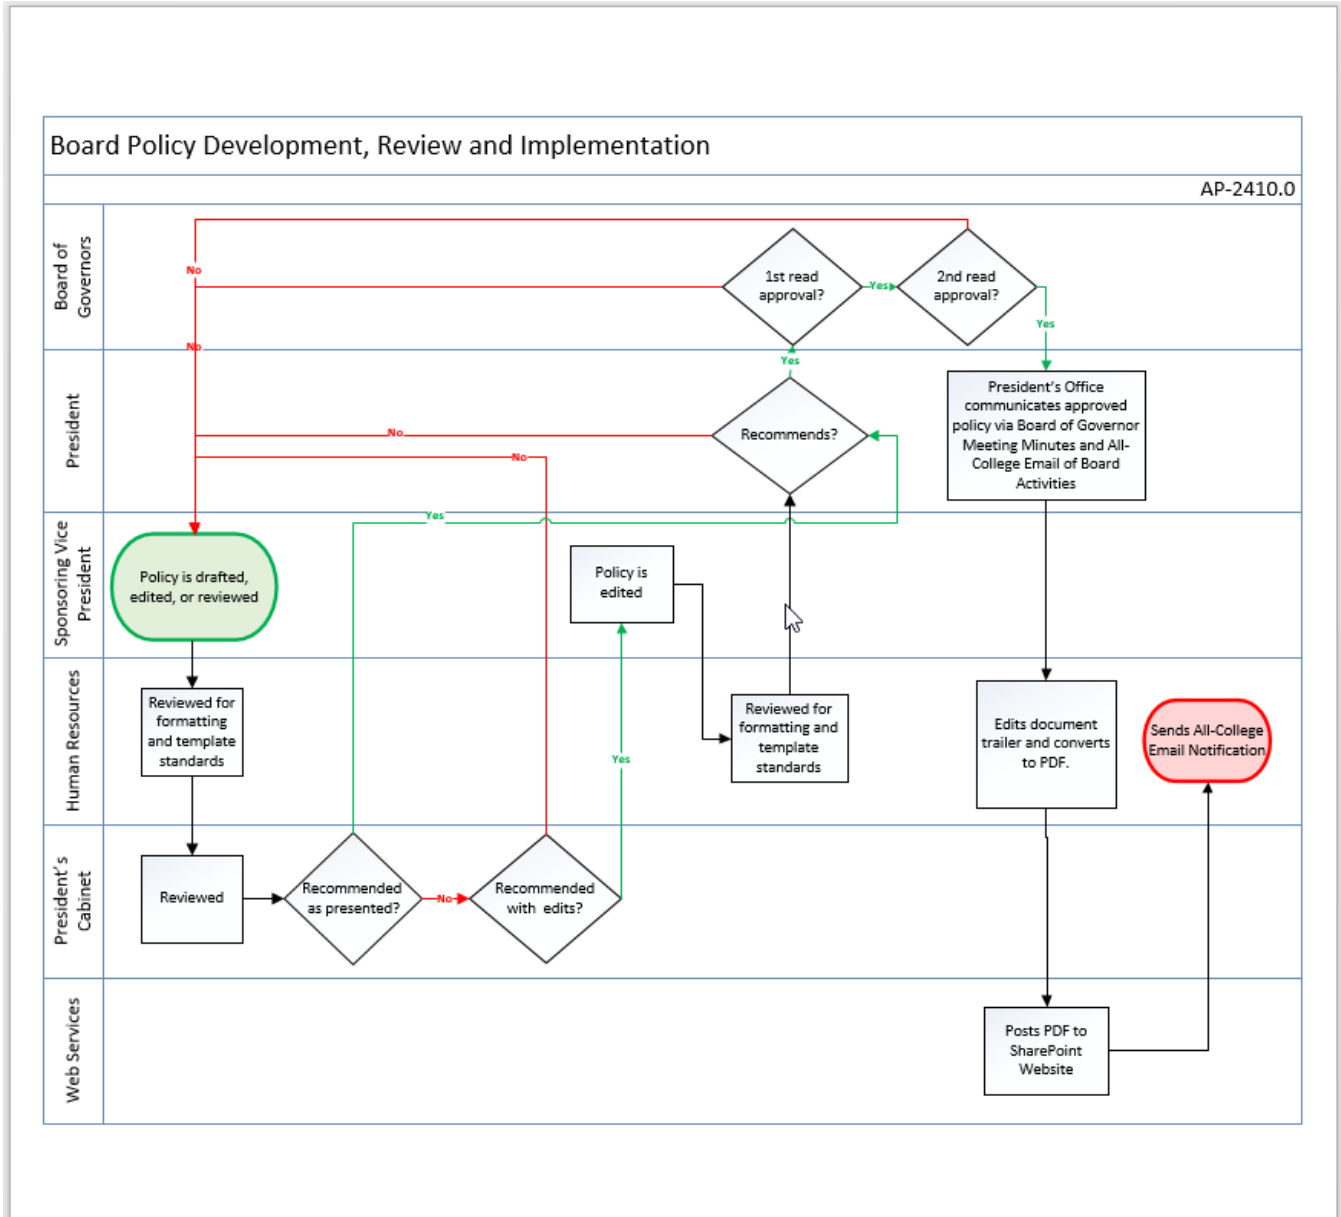 Board Policy Development, Review and Implementation
AP-2410.0
Board of
Governors
No
No
1st read
approval?
Yes
2nd read
approval?
Yes
President
Yes
No
Recommends?
No
President's Office
communicates approved
policy via Board of Governor
Meeting Minutes and All-
College Email of Board
Activities
Sponsoring Vice
President
Yes
Policy is drafted,
edited, or reviewed
Policy is
edited
Human Resources
Reviewed for
formatting
and template
standards
Yes
Reviewed for
formatting and
template
standards
Edits document
trailer and converts
to PDF.
Sends All-College
Email Notification
President's
Cabinet
Reviewed
Recommended
as presented?
No
Recommended
with edits?
Web Services
Posts PDF to
SharePoint
Website